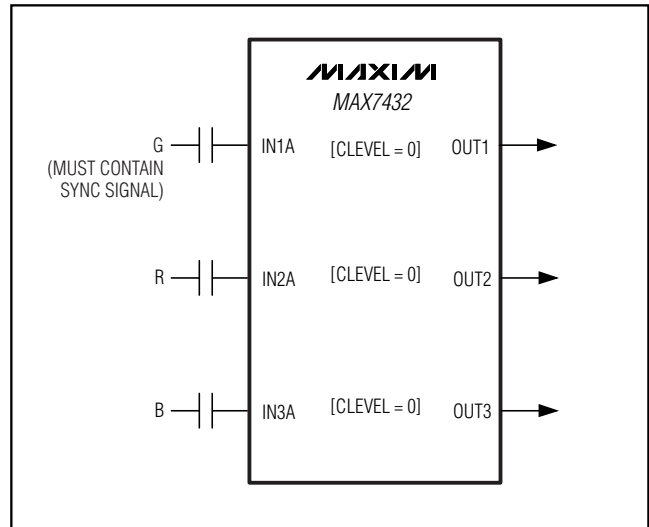 MAXIM
MAX7432
G
(MUST CONTAIN
SYNC SIGNAL)
IN1A [CLEVEL = 0] OUT1
R IN2A [CLEVEL = 0] OUT2
B IN3A [CLEVEL = 0] OUT3